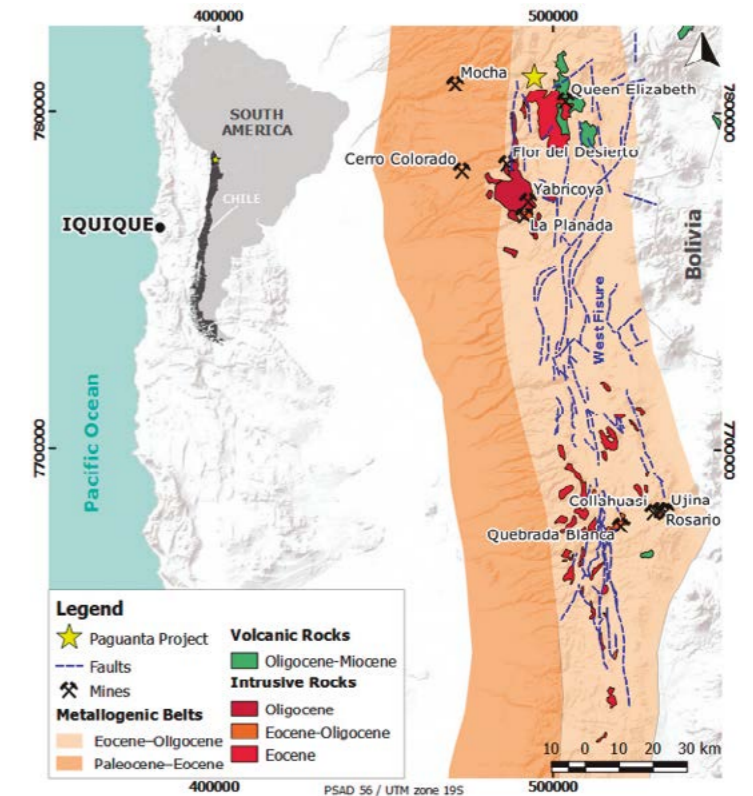 400000
500000
7800000
7800000
Mocha
Queen Elizabeth
SOUTH
AMERICA
Cerro Colorado
Flor del Desierto
Yabricoya
CHILE
IQUIQUE
La Planada
Bolivia
West Fisure
Pacific Ocean
7700000
7700000
Collahuasi
Ujina
Rosario
Quebrada Blanca
Legend
Paguanta Project
Faults
Mines
Metallogenic Belts
Eocene–Oligocene
Paleocene–Eocene
Volcanic Rocks
Oligocene-Miocene
Intrusive Rocks
Oligocene
Eocene-Oligocene
Eocene
10 0 10 20 30 km
400000
PSAD 56 / UTM zone 19S
500000